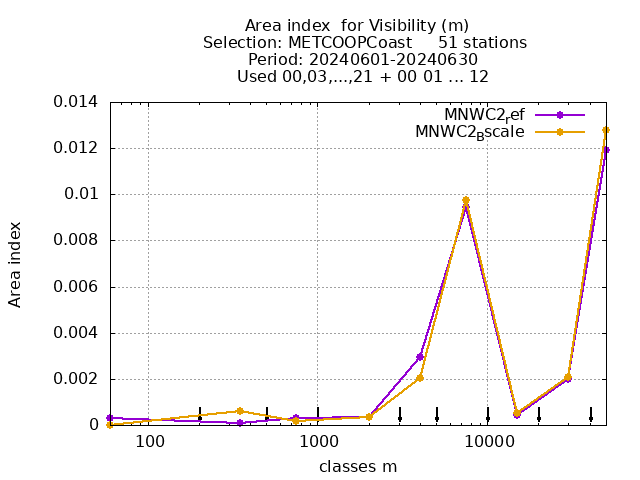 Area index  for Visibility (m)
Selection: METCOOPCoast     51 stations
Period: 20240601-20240630
Used 00,03,...,21 + 00 01 ... 12
MNWC2ref
MNWC2Bscale
0.014
0.012
0.01
0.008
0.006
0.004
0.002
0
Area index
100
1000
10000
classes m